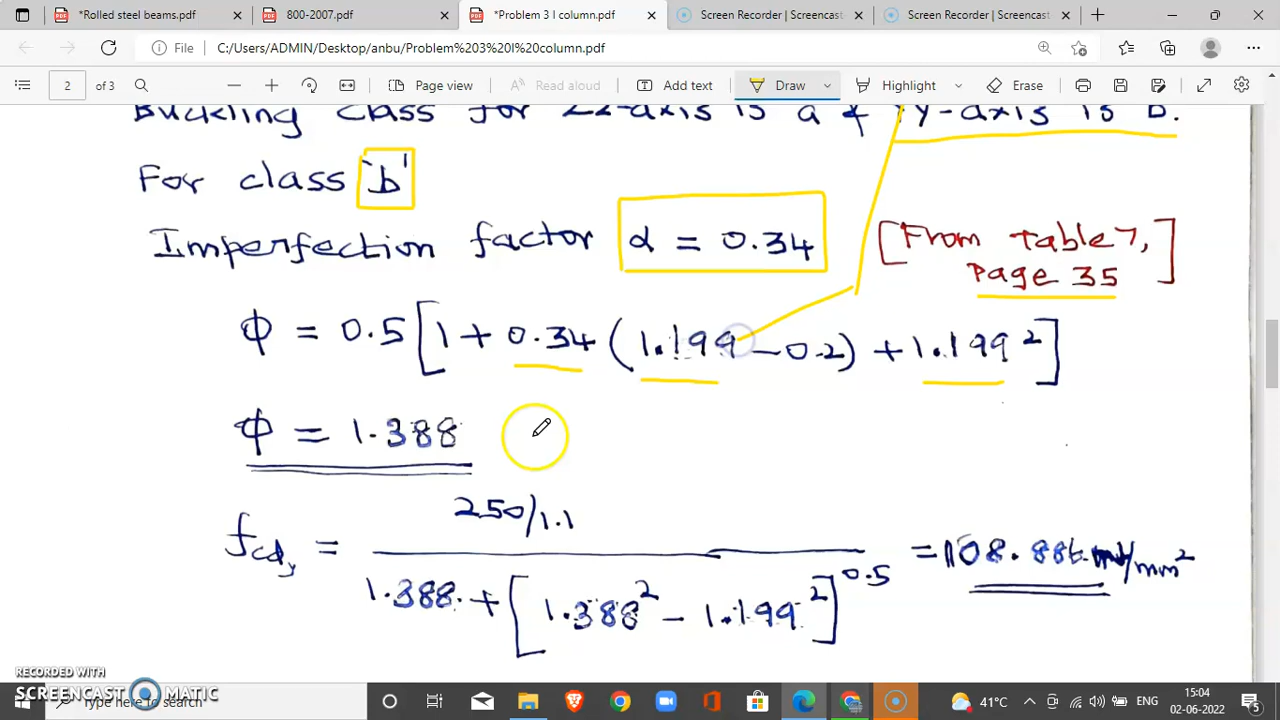 *Rolled steel beams.pdf
800-2007.pdf
*Problem 3 I column.pdf
Screen Recorder | Screencast
Screen Recorder | Screencast
File
C:/Users/ADMIN/Desktop/anbu/Problem%203%20I%20column.pdf
2 of 3
Page view
Read aloud
Add text
Draw
Highlight
Erase
Buckling class for zz-axis is a & yy-axis is b.
For class 'b'
Imperfection factor α = 0.34
[From table 7, Page 35]
φ = 0.5 [1 + 0.34 (1.199 - 0.2) + 1.199²]
φ = 1.388
250/1.1
fcd,y = = 108.886 /mm²
1.388 + [1.388² - 1.199²]^0.5
RECORDED WITH
SCREENCAST MATIC
Type here to search
41°C
ENG
15:04
02-06-2022